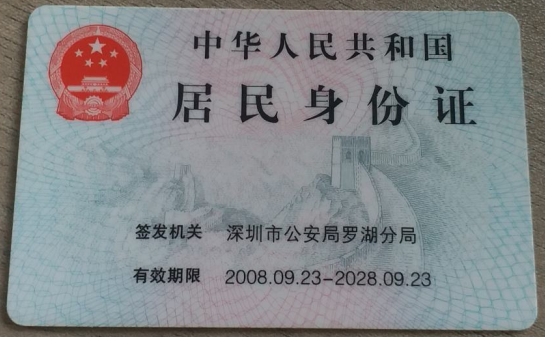 中华人民共和国
居民身份证
签发机关 深圳市公安局罗湖分局
有效期限 2008.09.23-2028.09.23